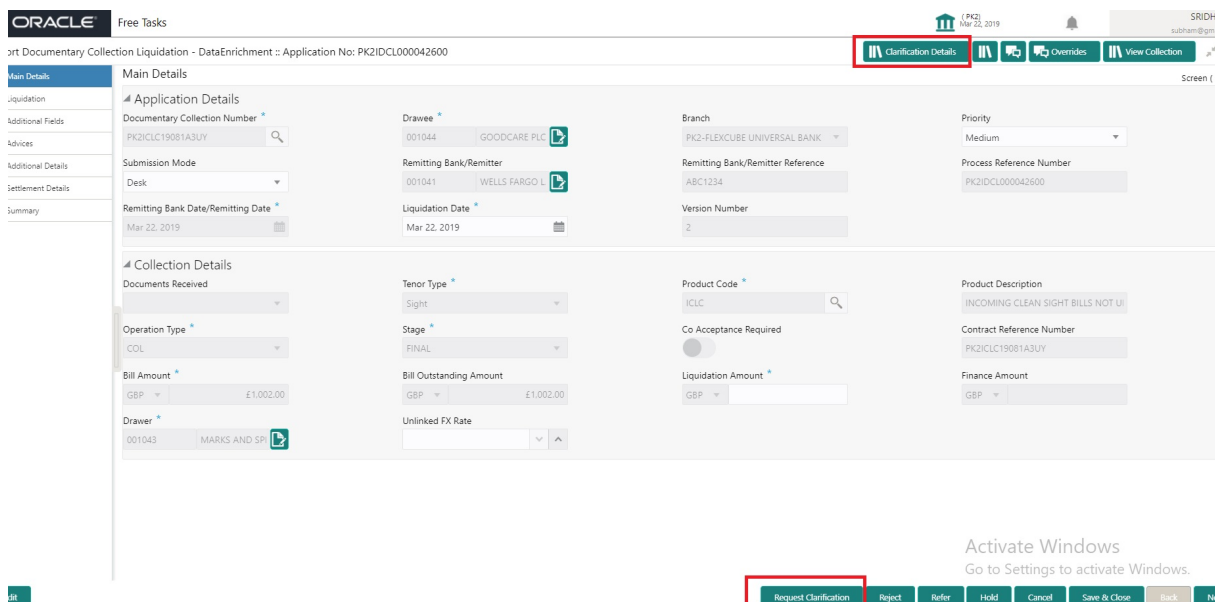 ORACLE Free Tasks ( PK2) Mar 22, 2019 SRIDH
subham@gm
ort Documentary Collection Liquidation - DataEnrichment :: Application No: PK2IDCL000042600 Clarification Details Overrides View Collection
Main Details Main Details Screen (
Liquidation
Additional Fields
Advices
Additional Details
Settlement Details
Summary
Application Details
Documentary Collection Number * Drawee * Branch Priority
PK2ICLC19081A3UY 001044 GOODCARE PLC PK2-FLEXCUBE UNIVERSAL BANK Medium
Submission Mode Remitting Bank/Remitter Remitting Bank/Remitter Reference Process Reference Number
Desk 001041 WELLS FARGO L ABC1234 PK2IDCL000042600
Remitting Bank Date/Remitting Date * Liquidation Date * Version Number
Mar 22, 2019 Mar 22, 2019 2
Collection Details
Documents Received Tenor Type * Product Code * Product Description
Sight ICLC INCOMING CLEAN SIGHT BILLS NOT U
Operation Type * Stage * Co Acceptance Required Contract Reference Number
COL FINAL PK2ICLC19081A3UY
Bill Amount * Bill Outstanding Amount Liquidation Amount * Finance Amount
GBP £1,002.00 GBP £1,002.00 GBP GBP
Drawer * Unlinked FX Rate
001043 MARKS AND SPI
Activate Windows
Go to Settings to activate Windows.
dit Request Clarification Reject Refer Hold Cancel Save & Close Back Ne